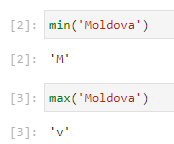 [2]: min('Moldova')
[2]: 'M'
[3]: max('Moldova')
[3]: 'v'